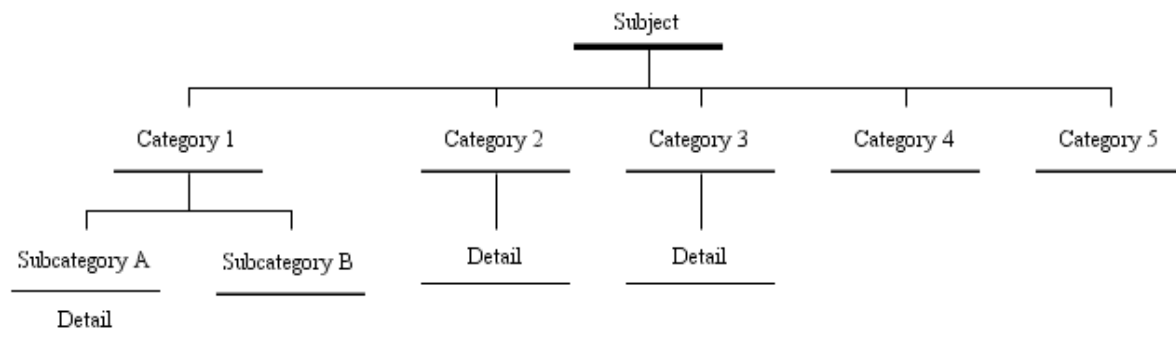 Subject
Category 1
Category 2
Category 3
Category 4
Category 5
Subcategory A
Subcategory B
Detail
Detail
Detail